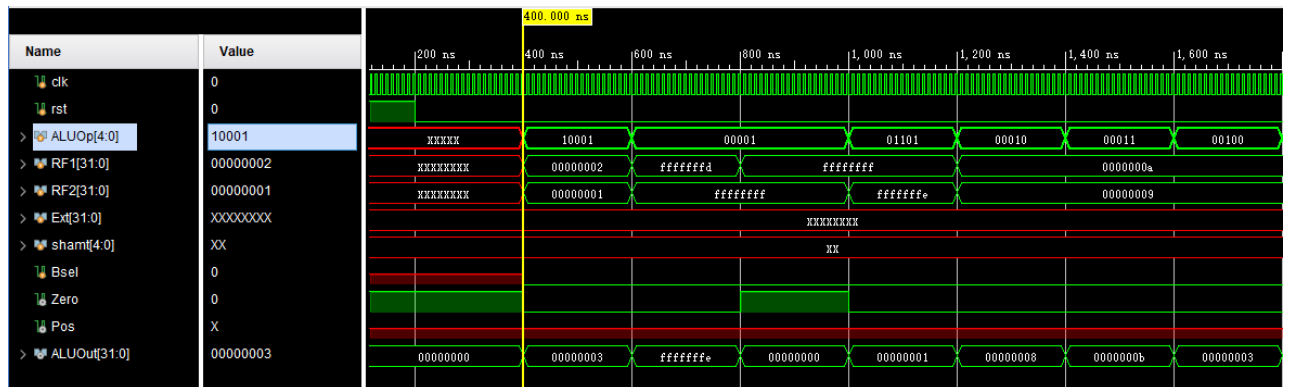 400.000 ns
Name Value 200 ns 400 ns 600 ns 800 ns 1,000 ns 1,200 ns 1,400 ns 1,600 ns
clk 0
rst 0
ALUOp[4:0] 10001 XXXXX 10001 00001 01101 00010 00011 00100
RF1[31:0] 00000002 XXXXXXXX 00000002 fffffffd ffffffff 0000000a
RF2[31:0] 00000001 XXXXXXXX 00000001 ffffffff fffffffe 00000009
Ext[31:0] XXXXXXXX XXXXXXXX
shamt[4:0] XX XX
Bsel 0
Zero 0
Pos X
ALUOut[31:0] 00000003 00000000 00000003 fffffffe 00000000 00000001 00000008 0000000b 00000003